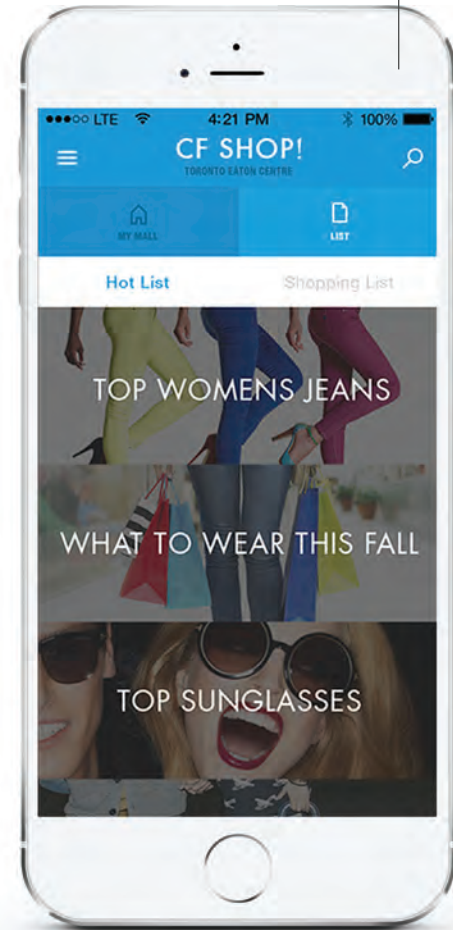 LTE 4:21 PM 100%
CF SHOP!
TORONTO EATON CENTRE
MY MALL LIST
Hot List Shopping List
TOP WOMENS JEANS
WHAT TO WEAR THIS FALL
TOP SUNGLASSES